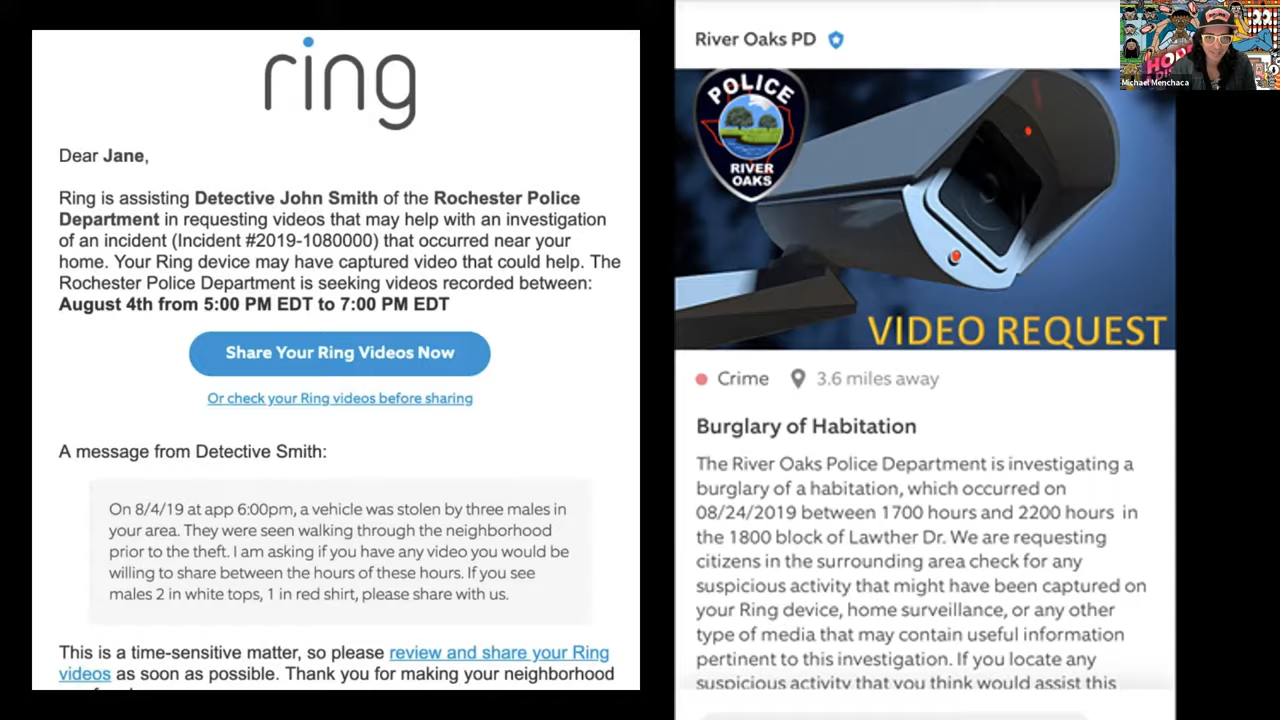 ring
Dear Jane,
Ring is assisting Detective John Smith of the Rochester Police
Department in requesting videos that may help with an investigation
of an incident (Incident #2019-1080000) that occurred near your
home. Your Ring device may have captured video that could help. The
Rochester Police Department is seeking videos recorded between:
August 4th from 5:00 PM EDT to 7:00 PM EDT
Share Your Ring Videos Now
Or check your Ring videos before sharing
A message from Detective Smith:
On 8/4/19 at app 6:00pm, a vehicle was stolen by three males in
your area. They were seen walking through the neighborhood
prior to the theft. I am asking if you have any video you would be
willing to share between the hours of these hours. If you see
males 2 in white tops, 1 in red shirt, please share with us.
This is a time-sensitive matter, so please review and share your Ring
videos as soon as possible. Thank you for making your neighborhood
River Oaks PD
POLICE
RIVER
OAKS
VIDEO REQUEST
Crime 3.6 miles away
Burglary of Habitation
The River Oaks Police Department is investigating a
burglary of a habitation, which occurred on
08/24/2019 between 1700 hours and 2200 hours in
the 1800 block of Lawther Dr. We are requesting
citizens in the surrounding area check for any
suspicious activity that might have been captured on
your Ring device, home surveillance, or any other
type of media that may contain useful information
pertinent to this investigation. If you locate any
suspicious activity that you think would assist this
Michael Menchaca